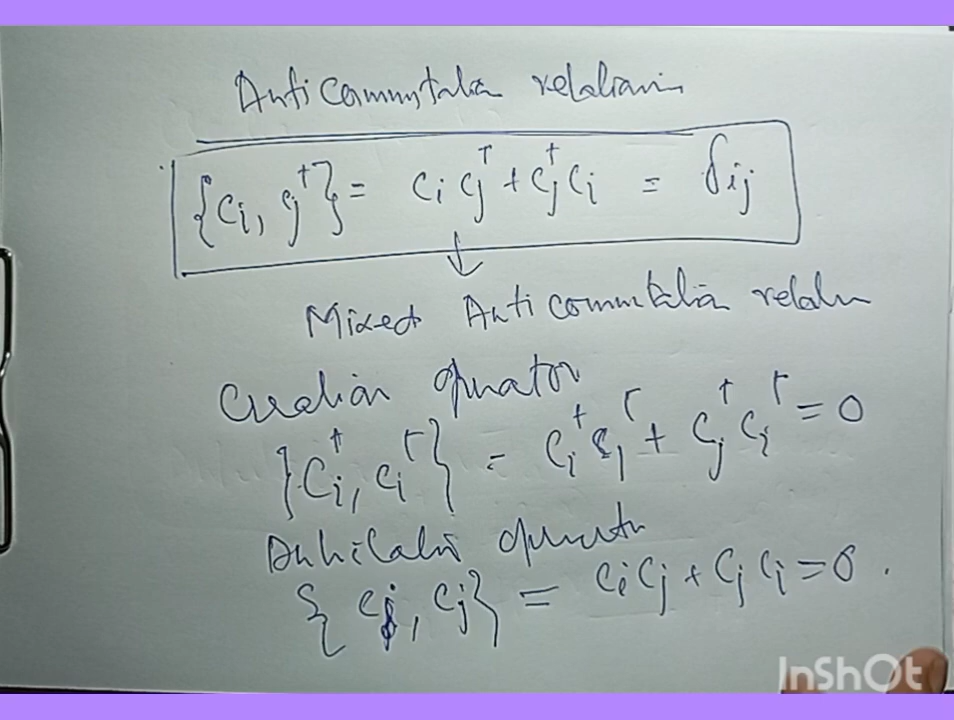 Anti Commutation relations
{cᵢ, cⱼ†} = cᵢ cⱼ† + cⱼ† cᵢ = δᵢⱼ
↓
Mixed Anti commutation relation
Creation operator
{cᵢ†, cⱼ†} = cᵢ† cⱼ† + cⱼ† cᵢ† = 0
Anhilation operator
{cᵢ, cⱼ} = cᵢ cⱼ + cⱼ cᵢ = 0 .
InShOt